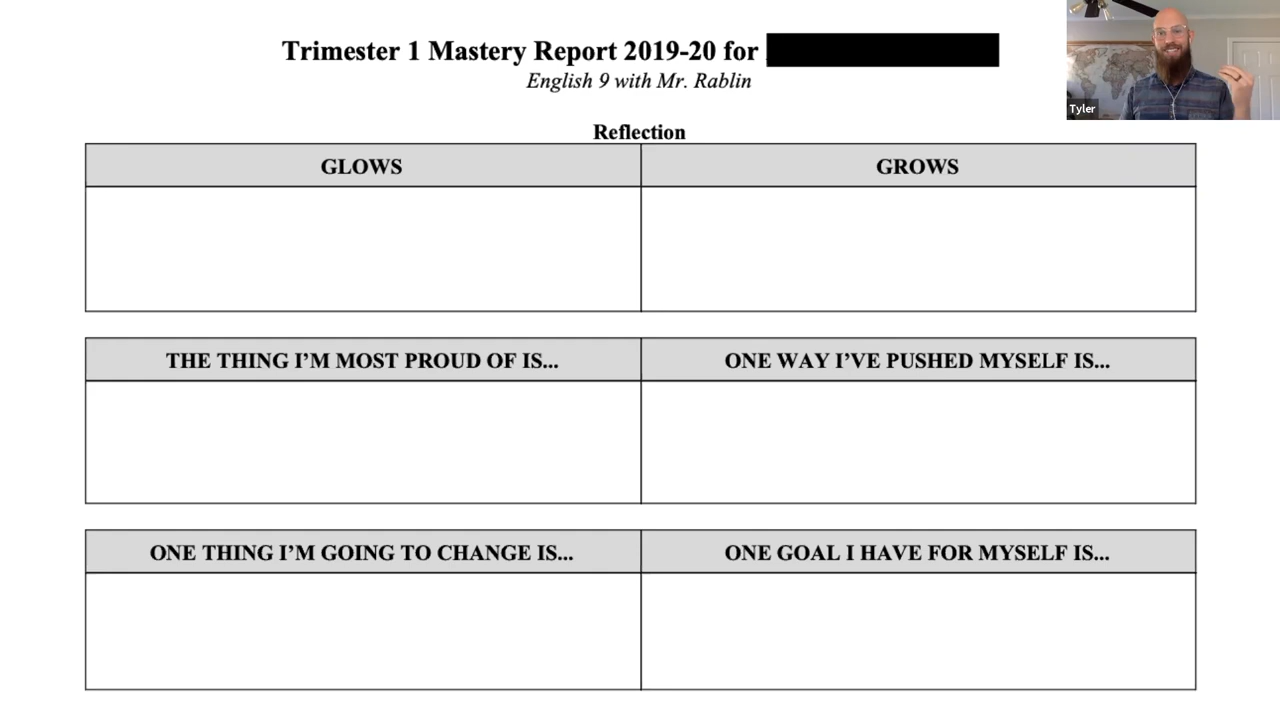 Trimester 1 Mastery Report 2019-20 for
English 9 with Mr. Rablin
Tyler
Reflection
GLOWS
GROWS
THE THING I’M MOST PROUD OF IS...
ONE WAY I’VE PUSHED MYSELF IS...
ONE THING I’M GOING TO CHANGE IS...
ONE GOAL I HAVE FOR MYSELF IS...